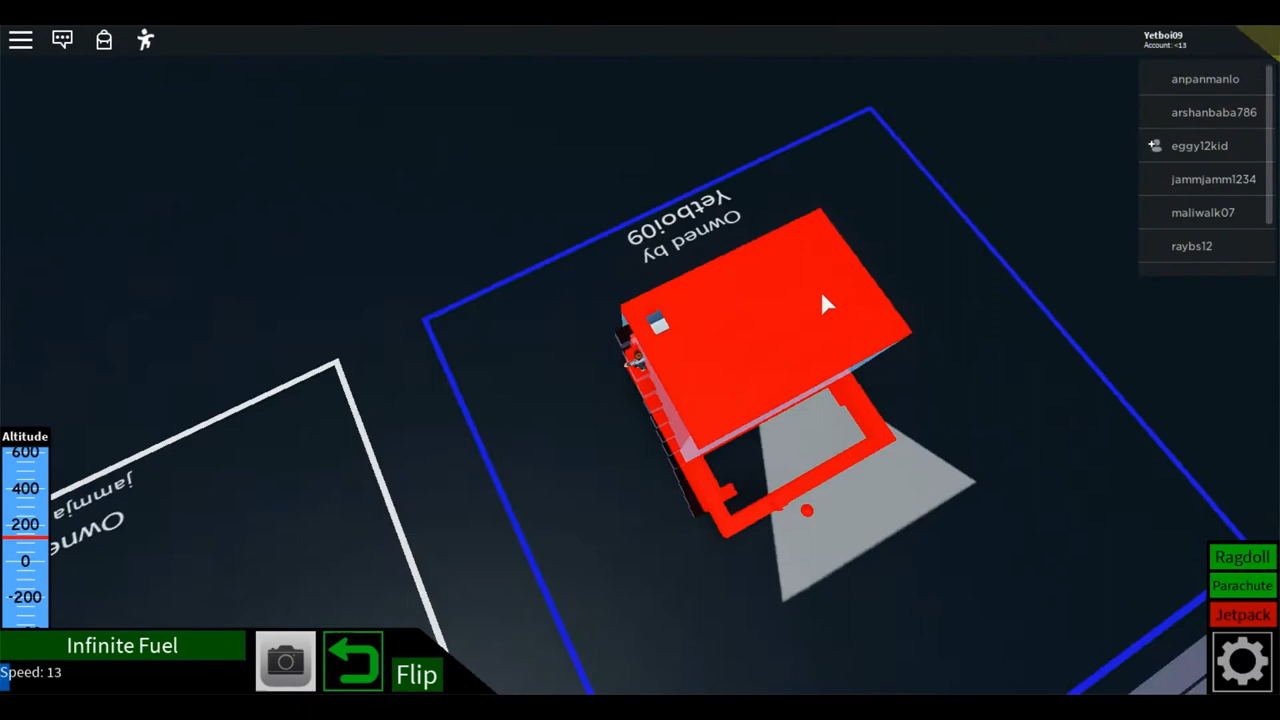 Yetboi09
Account: <13
anpanmanlo
arshanbaba786
eggy12kid
jammjamm1234
maliwalk07
raybs12
Owned by
Yetboi09
Owne
jammja
Altitude
600
400
200
0
-200
Infinite Fuel
Speed: 13
Flip
Ragdoll
Parachute
Jetpack